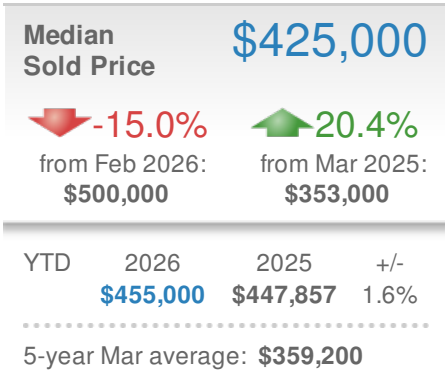 Median $425,000
Sold Price
-15.0% 20.4%
from Feb 2026: from Mar 2025:
$500,000 $353,000
YTD 2026 2025 +/-
$455,000 $447,857 1.6%
5-year Mar average: $359,200